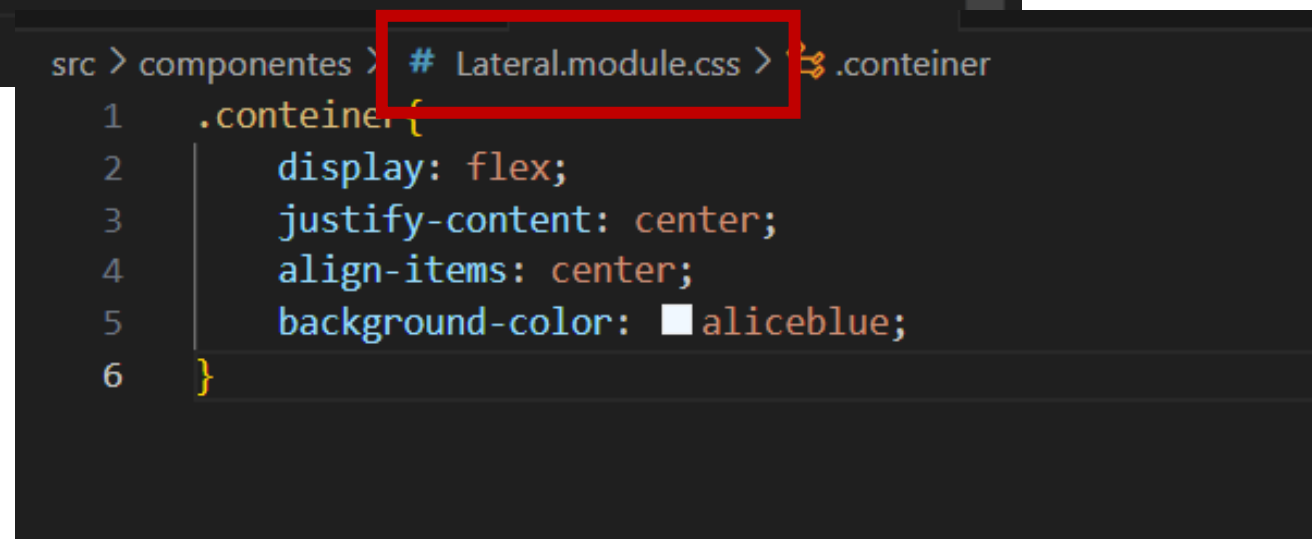 src > componentes > # Lateral.module.css > .conteiner
1 .conteiner{
2 display: flex;
3 justify-content: center;
4 align-items: center;
5 background-color: aliceblue;
6 }